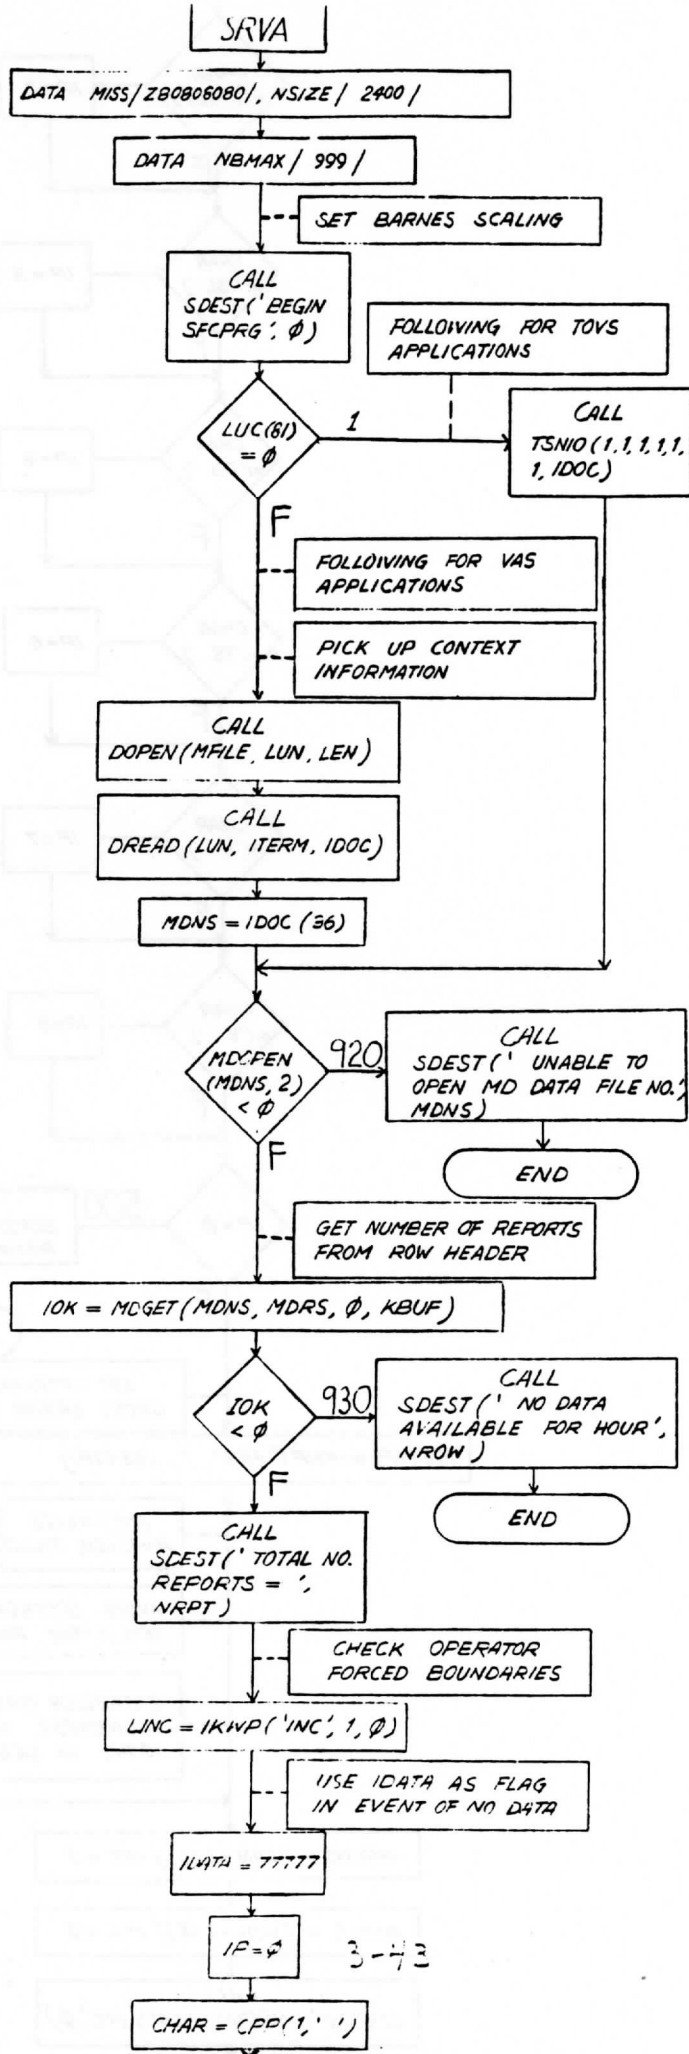 SRVA
DATA MISS/ZB0806080/, NSIZE/ 2400/
DATA NBMAX/ 999/
SET BARNES SCALING
CALL
SDEST('BEGIN
SFCPRG', Ø)
FOLLOWING FOR TOVS
APPLICATIONS
LUC(61)
= Ø
1
CALL
TSNIO(1,1,1,1,1,
1, IDOC)
F
FOLLOWING FOR VAS
APPLICATIONS
PICK UP CONTEXT
INFORMATION
CALL
DOPEN(MFILE, LUN, LEN)
CALL
DREAD(LUN, ITERM, IDOC)
MDNS = IDOC (36)
MDOPEN
(MDNS, 2)
< Ø
920
CALL
SDEST(' UNABLE TO
OPEN MD DATA FILE NO.',
MDNS)
F
END
GET NUMBER OF REPORTS
FROM ROW HEADER
IOK = MDGET(MDNS, MDRS, Ø, KBUF)
IOK
< Ø
930
CALL
SDEST(' NO DATA
AVAILABLE FOR HOUR',
NROW)
F
END
CALL
SDEST(' TOTAL NO.
REPORTS = ',
NRPT)
CHECK OPERATOR
FORCED BOUNDARIES
LINC = IKWP('INC', 1, Ø)
USE IDATA AS FLAG
IN EVENT OF NO DATA
IDATA = 77777
IP = Ø
3-43
CHAR = CPP(1,' ')